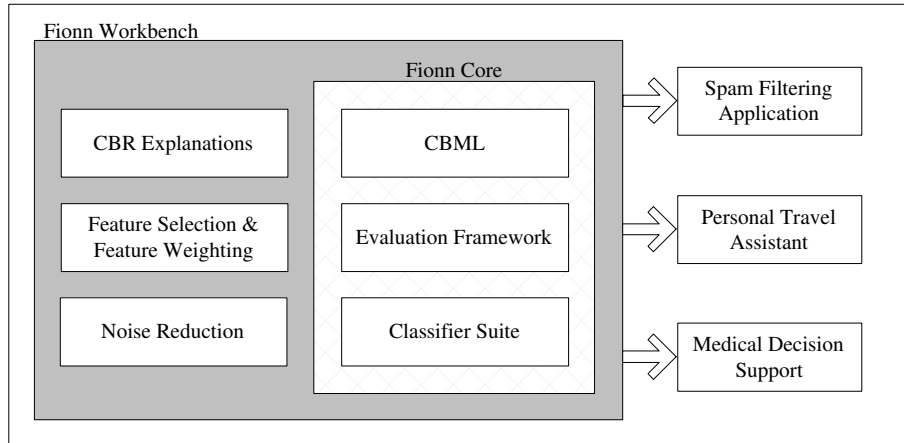 Fionn Workbench
Fionn Core
CBR Explanations
Feature Selection &
Feature Weighting
Noise Reduction
CBML
Evaluation Framework
Classifier Suite
Spam Filtering
Application
Personal Travel
Assistant
Medical Decision
Support